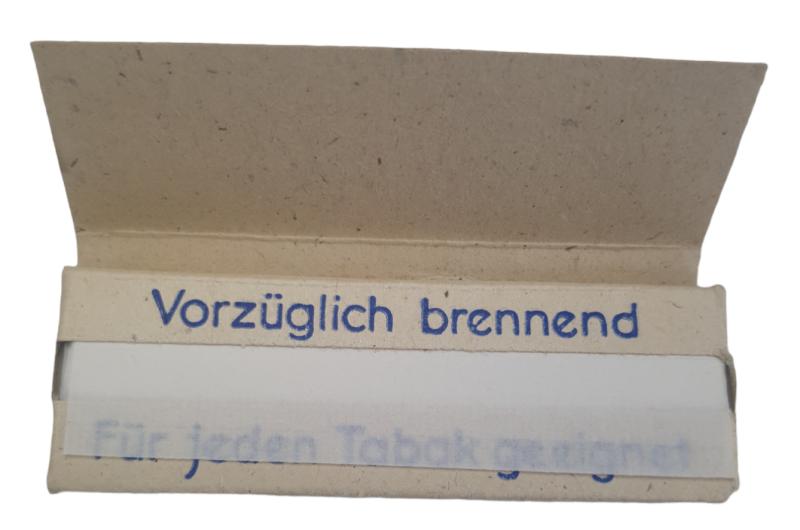 Vorzüglich brennend
Für jeden Tabak geeignet